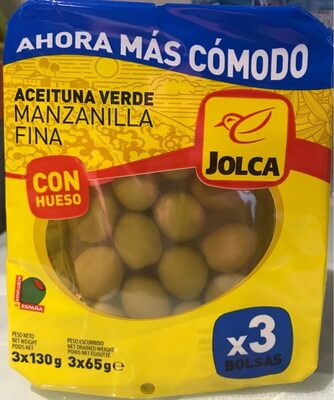 AHORA MÁS CÓMODO
ACEITUNA VERDE
MANZANILLA
FINA
JOLCA
CON
HUESO
ESPAÑA
PESO NETO
NET WEIGHT
POIDS NET
3x130g
PESO ESCURRIDO
NET DRAINED WEIGHT
POIDS NET ÉGOUTTÉ
3x65g℮
x3
BOLSAS